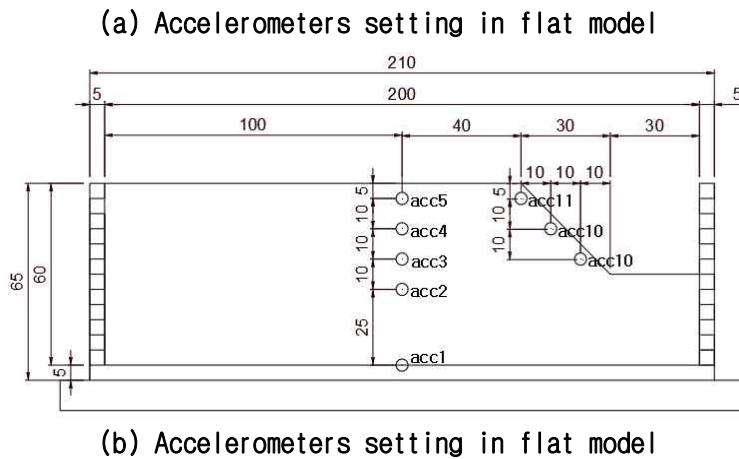 (a) Accelerometers setting in flat model
210
5 200 5
100 40 30 30
10 10 10
5 acc5 5 acc11
10 acc4 10 acc10
10 acc3 10 acc10
10 acc2
65 60 25
acc1
5
(b) Accelerometers setting in flat model